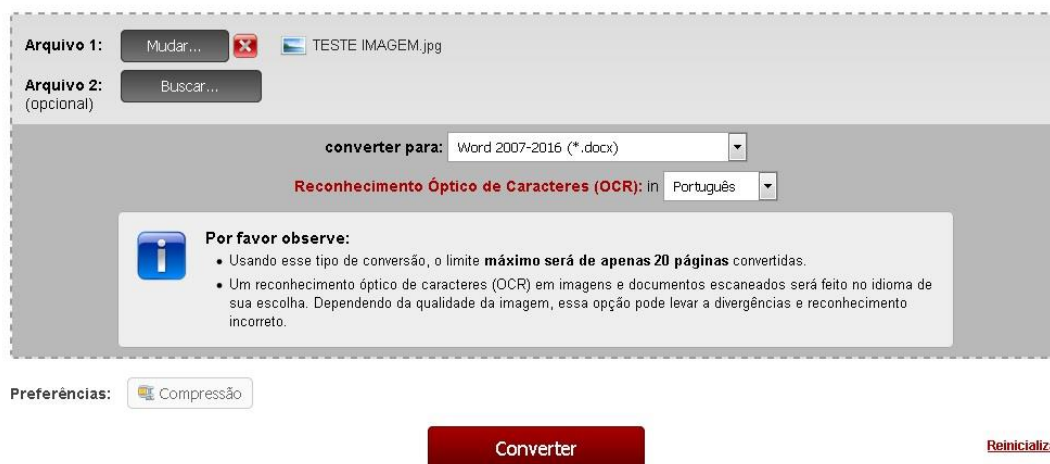 Arquivo 1: Mudar... TESTE IMAGEM.jpg
Arquivo 2: Buscar...
(opcional)
converter para: Word 2007-2016 (*.docx)
Reconhecimento Óptico de Caracteres (OCR): in Português
Por favor observe:
• Usando esse tipo de conversão, o limite máximo será de apenas 20 páginas convertidas.
• Um reconhecimento óptico de caracteres (OCR) em imagens e documentos escaneados será feito no idioma de
sua escolha. Dependendo da qualidade da imagem, essa opção pode levar a divergências e reconhecimento
incorreto.
Preferências: Compressão
Converter
Reinicializ